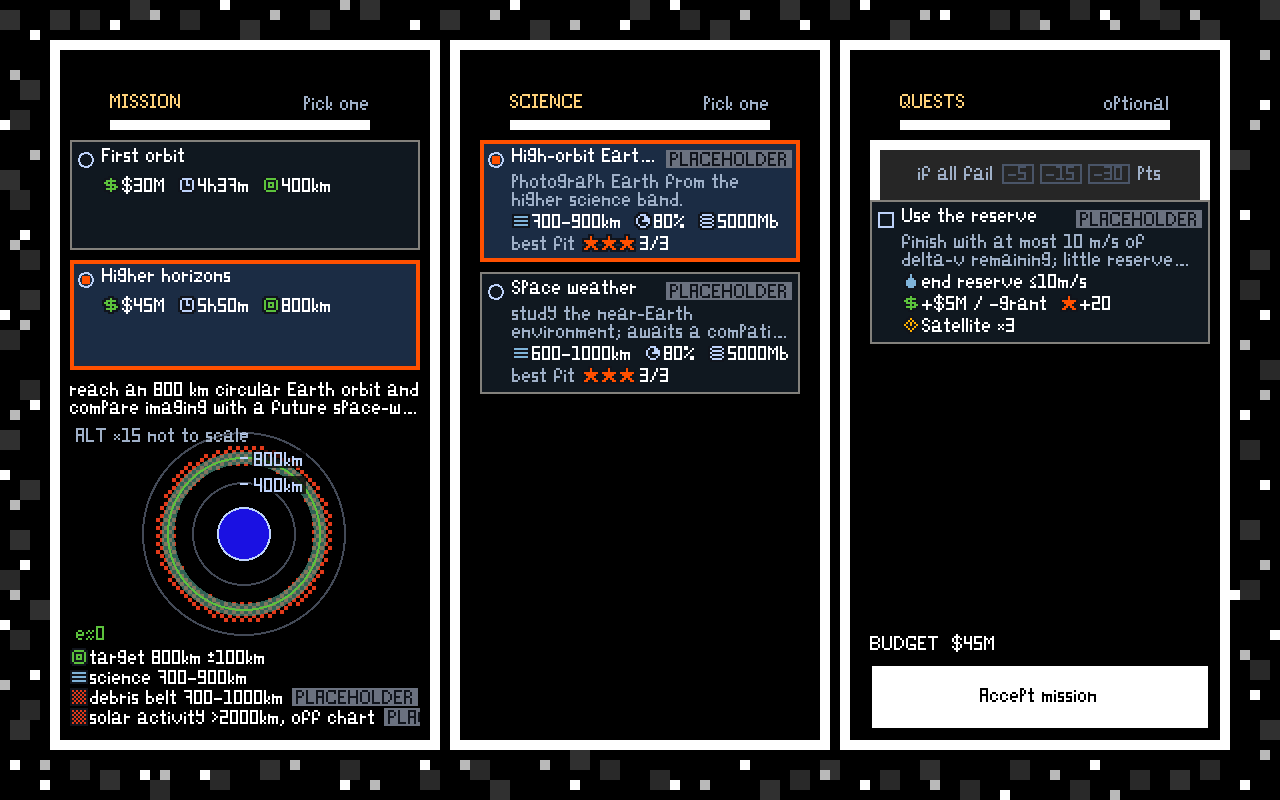 MISSION
Pick one
First orbit
$30M 4h37m 400km
Higher horizons
$45M 5h50m 800km
reach an 800 km circular Earth orbit and
compare imaging with a future space-w...
ALT ×15 not to scale
800km
400km
e≈0
target 800km ±100km
science 700-900km
debris belt 700-1000km PLACEHOLDER
solar activity >2000km, off chart PLA
SCIENCE
Pick one
High-orbit Eart... PLACEHOLDER
Photograph Earth from the
higher science band.
700-900km 80% 5000Mb
best fit ★★★ 3/3
Space weather PLACEHOLDER
study the near-Earth
environment; awaits a compati...
600-1000km 80% 5000Mb
best fit ★★★ 3/3
QUESTS
optional
if all fail -5 -15 -30 Pts
Use the reserve PLACEHOLDER
finish with at most 10 m/s of
delta-v remaining; little reserve...
end reserve ≤10m/s
$+$5M / -grant ★+20
Satellite ×3
BUDGET $45M
Accept mission